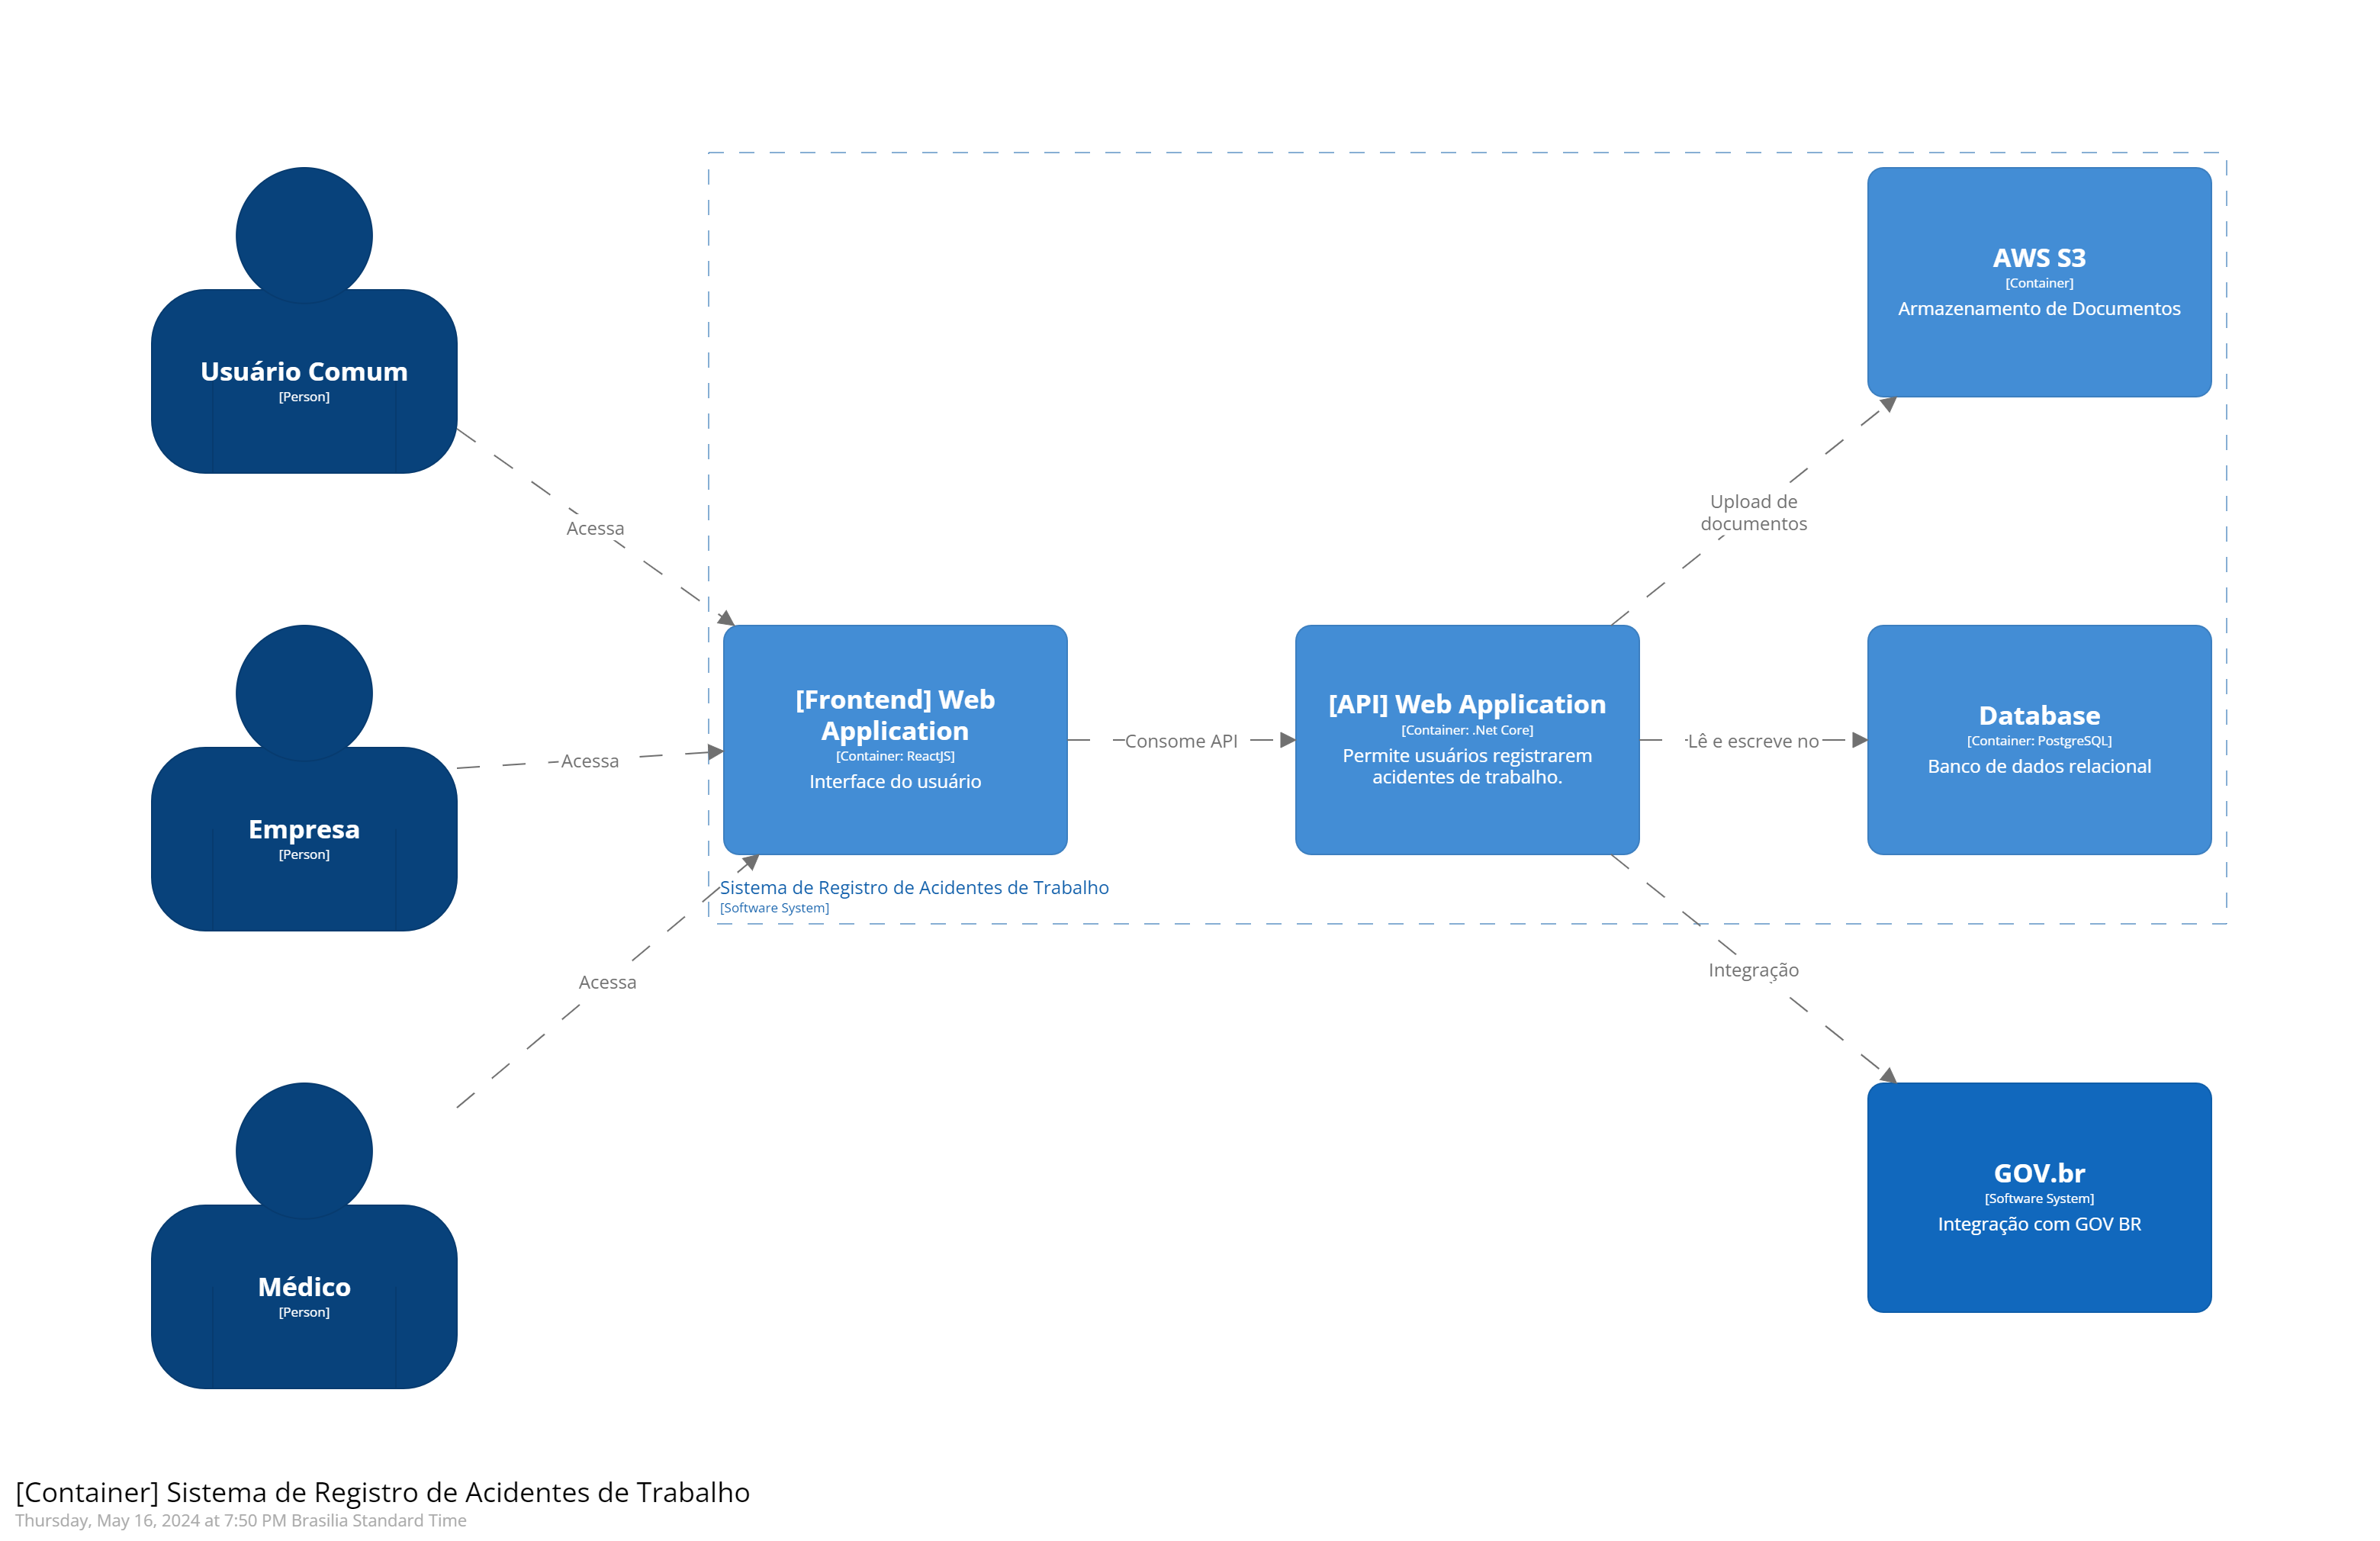 Usuário Comum
[Person]
Acessa
Empresa
[Person]
Acessa
Médico
[Person]
Acessa
[Frontend] Web
Application
[Container: ReactJS]
Interface do usuário
Consome API
[API] Web Application
[Container: .Net Core]
Permite usuários registrarem
acidentes de trabalho.
Upload de
documentos
AWS S3
[Container]
Armazenamento de Documentos
Lê e escreve no
Database
[Container: PostgreSQL]
Banco de dados relacional
Sistema de Registro de Acidentes de Trabalho
[Software System]
Integração
GOV.br
[Software System]
Integração com GOV BR
[Container] Sistema de Registro de Acidentes de Trabalho
Thursday, May 16, 2024 at 7:50 PM Brasilia Standard Time